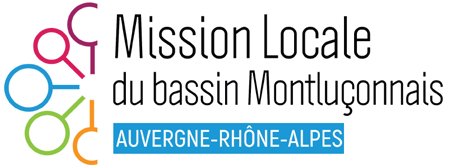 Mission Locale
du bassin Montluçonnais
AUVERGNE-RHÔNE-ALPES